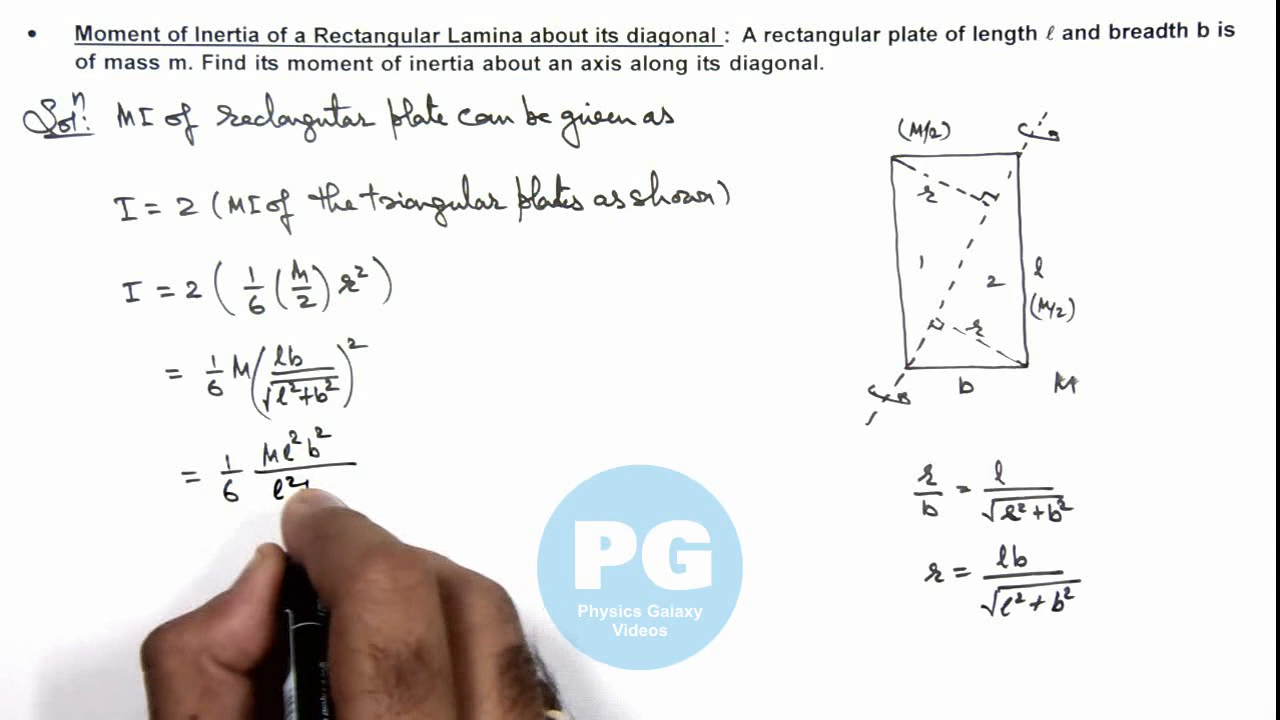 • Moment of Inertia of a Rectangular Lamina about its diagonal : A rectangular plate of length ℓ and breadth b is
of mass m. Find its moment of inertia about an axis along its diagonal.
Solⁿ: MI of rectangular plate can be given as
I = 2 (MI of the triangular plates as shown)
I = 2 ( 1/6 (M/2) r² )
= 1/6 M ( lb / √(l²+b²) )²
= 1/6 Ml²b² / l²+
(M/2)
r
1
2
l
(M/2)
r
b
M
r/b = l / √(l²+b²)
r = lb / √(l²+b²)
PG
Physics Galaxy
Videos